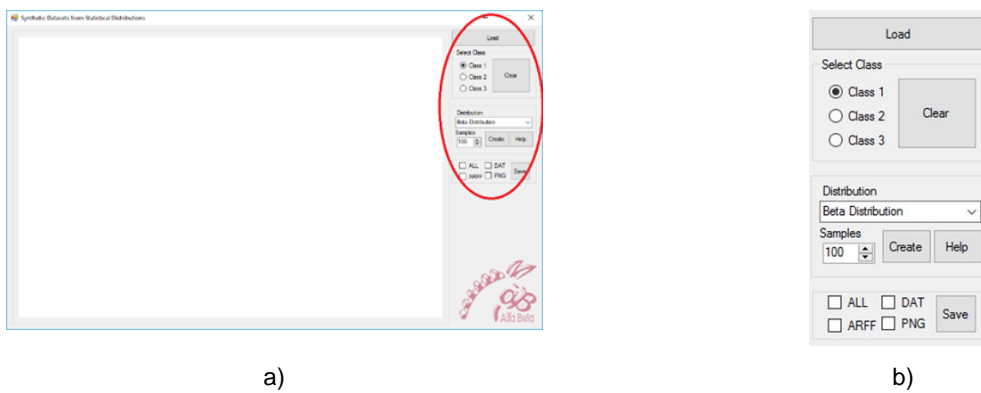 Synthetic Datasets from Statistical Distributions
Load
Select Class
Class 1
Class 2
Class 3
Clear
Distribution
Beta Distribution
Samples
100
Create
Help
ALL
DAT
ARFF
PNG
Save
Alfa Beta
a)
Load
Select Class
Class 1
Class 2
Class 3
Clear
Distribution
Beta Distribution
Samples
100
Create
Help
ALL
DAT
ARFF
PNG
Save
b)